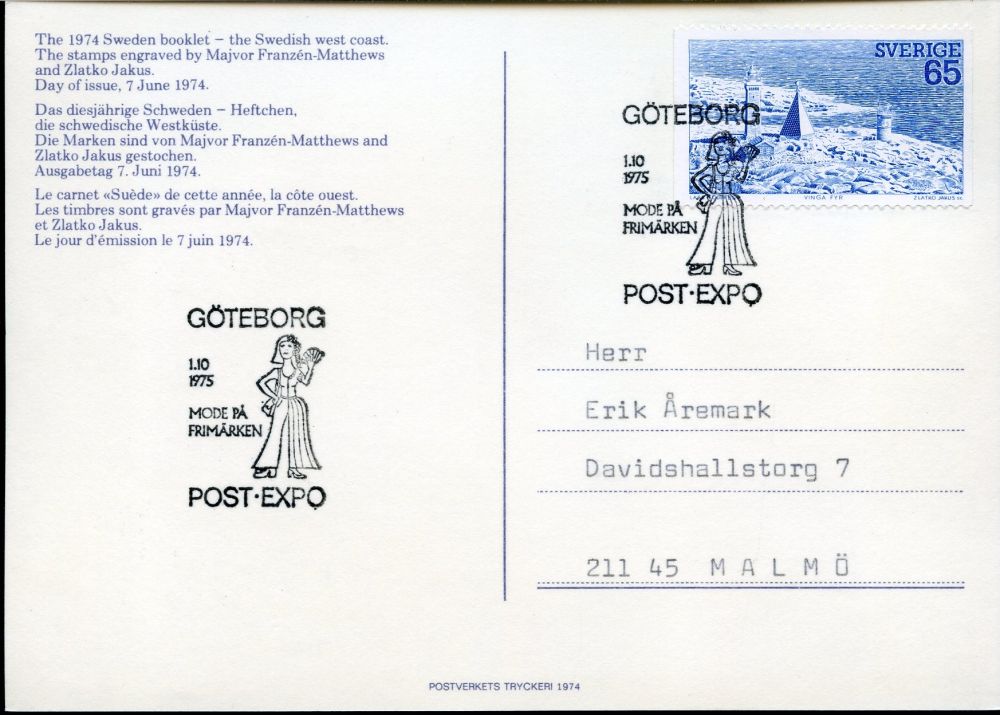 The 1974 Sweden booklet – the Swedish west coast.
The stamps engraved by Majvor Franzén-Matthews
and Zlatko Jakus.
Day of issue, 7 June 1974.
Das diesjährige Schweden – Heftchen,
die schwedische Westküste.
Die Marken sind von Majvor Franzén-Matthews and
Zlatko Jakus gestochen.
Ausgabetag 7. Juni 1974.
Le carnet «Suède» de cette année, la côte ouest.
Les timbres sont gravés par Majvor Franzén-Matthews
et Zlatko Jakus.
Le jour d'émission le 7 juin 1974.
GÖTEBORG
1.10
1975
MODE PÅ
FRIMÄRKEN
POST·EXPO
SVERIGE
65
VINGA FYR
ZLATKO JAKUS sc.
GÖTEBORG
1.10
1975
MODE PÅ
FRIMÄRKEN
POST·EXPO
Herr
Erik Åremark
Davidshallstorg 7
211 45 MALMÖ
POSTVERKETS TRYCKERI 1974